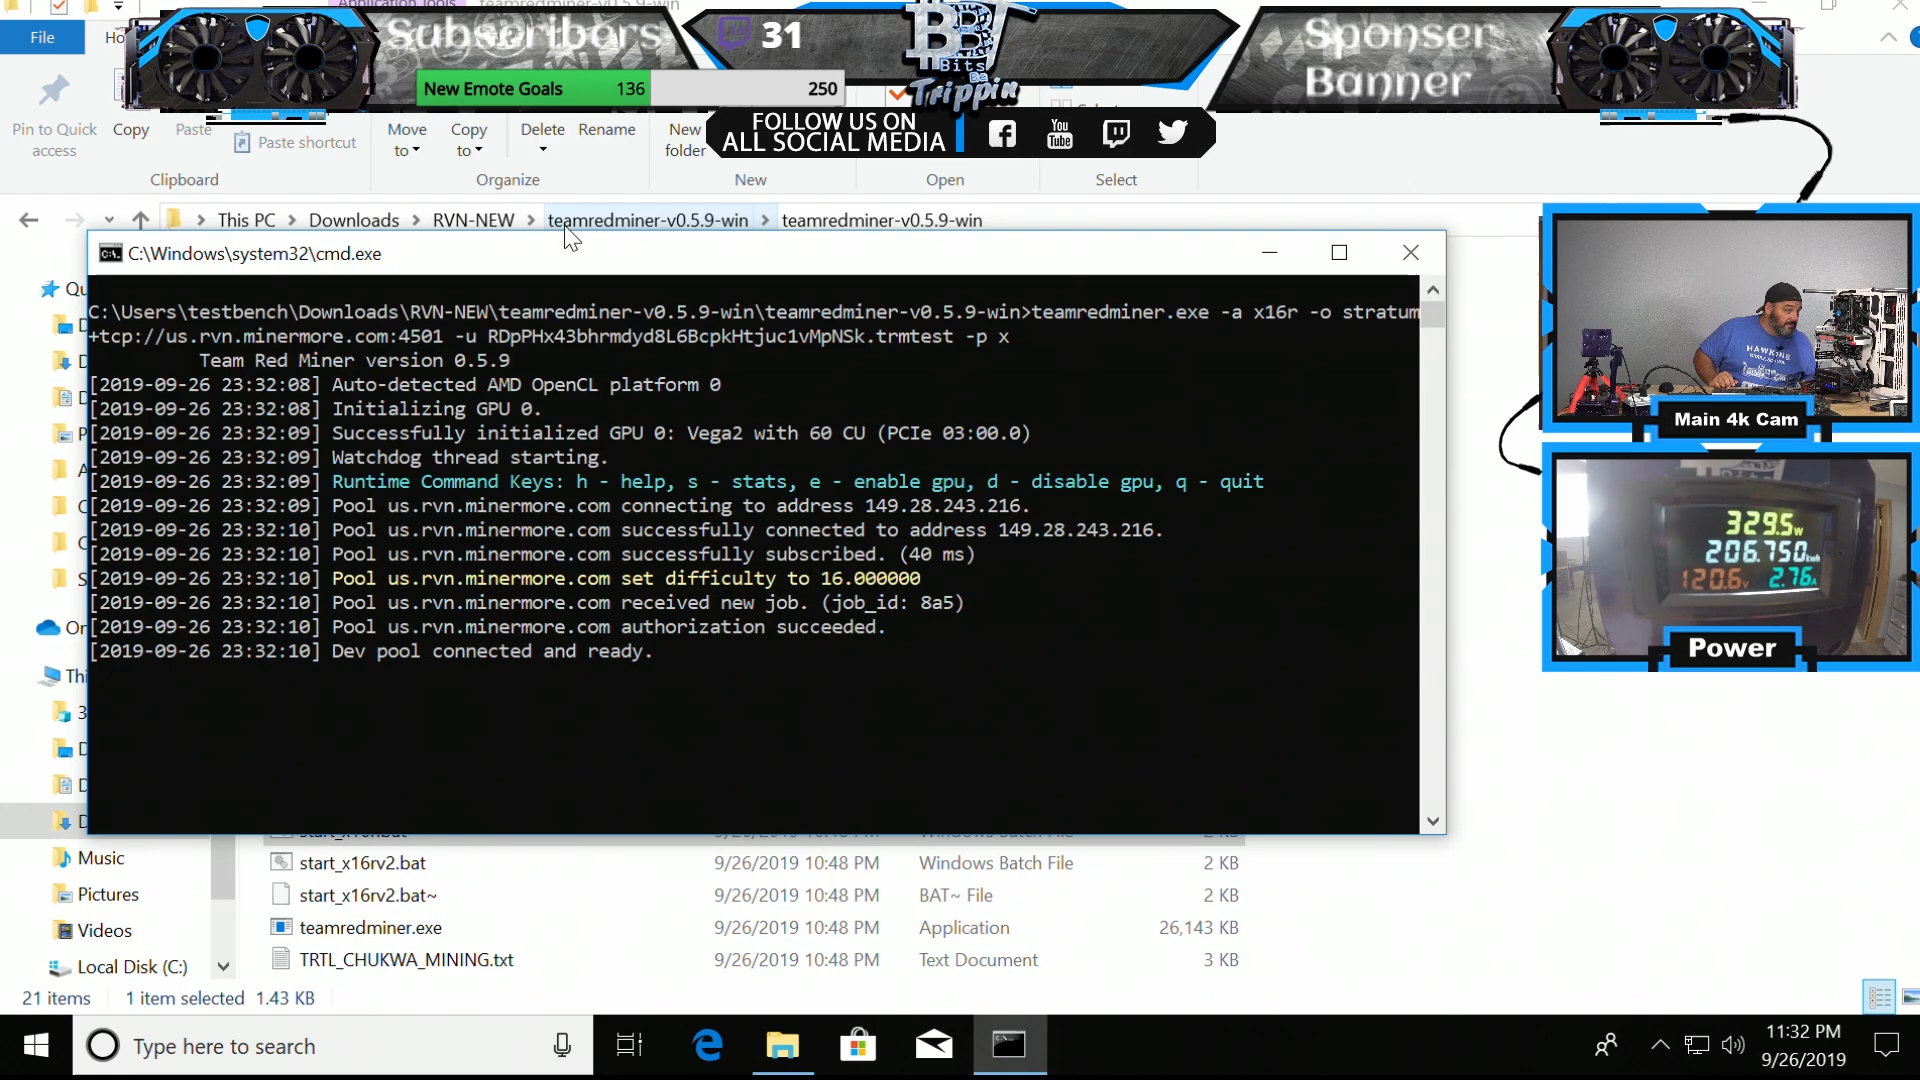 Application Tools teamredminer-v0.5.9-win
File
Subscribers
New Emote Goals 136 250
31
Bits Be Trippin
Sponser Banner
FOLLOW US ON
ALL SOCIAL MEDIA
You Tube
Pin to Quick access
Copy
Paste
Paste shortcut
Move to
Copy to
Delete
Rename
New folder
Clipboard
Organize
New
Open
Select
This PC > Downloads > RVN-NEW > teamredminer-v0.5.9-win > teamredminer-v0.5.9-win
C:\Windows\system32\cmd.exe
C:\Users\testbench\Downloads\RVN-NEW\teamredminer-v0.5.9-win\teamredminer-v0.5.9-win>teamredminer.exe -a x16r -o stratum
+tcp://us.rvn.minermore.com:4501 -u RDpPHx43bhrmdyd8L6BcpkHtjuc1vMpNSk.trmtest -p x
Team Red Miner version 0.5.9
[2019-09-26 23:32:08] Auto-detected AMD OpenCL platform 0
[2019-09-26 23:32:08] Initializing GPU 0.
[2019-09-26 23:32:09] Successfully initialized GPU 0: Vega2 with 60 CU (PCIe 03:00.0)
[2019-09-26 23:32:09] Watchdog thread starting.
[2019-09-26 23:32:09] Runtime Command Keys: h - help, s - stats, e - enable gpu, d - disable gpu, q - quit
[2019-09-26 23:32:09] Pool us.rvn.minermore.com connecting to address 149.28.243.216.
[2019-09-26 23:32:10] Pool us.rvn.minermore.com successfully connected to address 149.28.243.216.
[2019-09-26 23:32:10] Pool us.rvn.minermore.com successfully subscribed. (40 ms)
[2019-09-26 23:32:10] Pool us.rvn.minermore.com set difficulty to 16.000000
[2019-09-26 23:32:10] Pool us.rvn.minermore.com received new job. (job_id: 8a5)
[2019-09-26 23:32:10] Pool us.rvn.minermore.com authorization succeeded.
[2019-09-26 23:32:10] Dev pool connected and ready.
HAWKINS
Main 4k Cam
329.5w
206.750kwh
120.6v 2.76A
Power
Music
Pictures
Videos
Local Disk (C:)
start_x16rv2.bat 9/26/2019 10:48 PM Windows Batch File 2 KB
start_x16rv2.bat~ 9/26/2019 10:48 PM BAT~ File 2 KB
teamredminer.exe 9/26/2019 10:48 PM Application 26,143 KB
TRTL_CHUKWA_MINING.txt 9/26/2019 10:48 PM Text Document 3 KB
21 items 1 item selected 1.43 KB
Type here to search
11:32 PM
9/26/2019